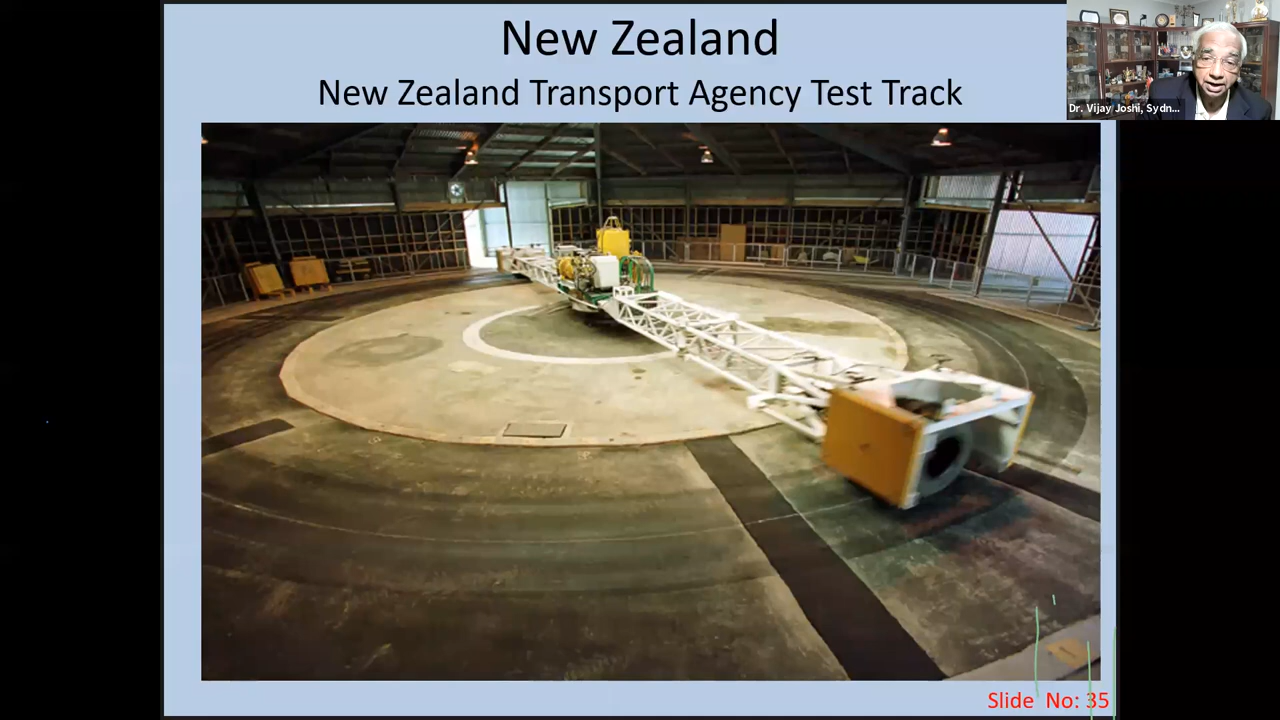 New Zealand
New Zealand Transport Agency Test Track
Dr. Vijay Joshi, Sydn...
Slide No: 35